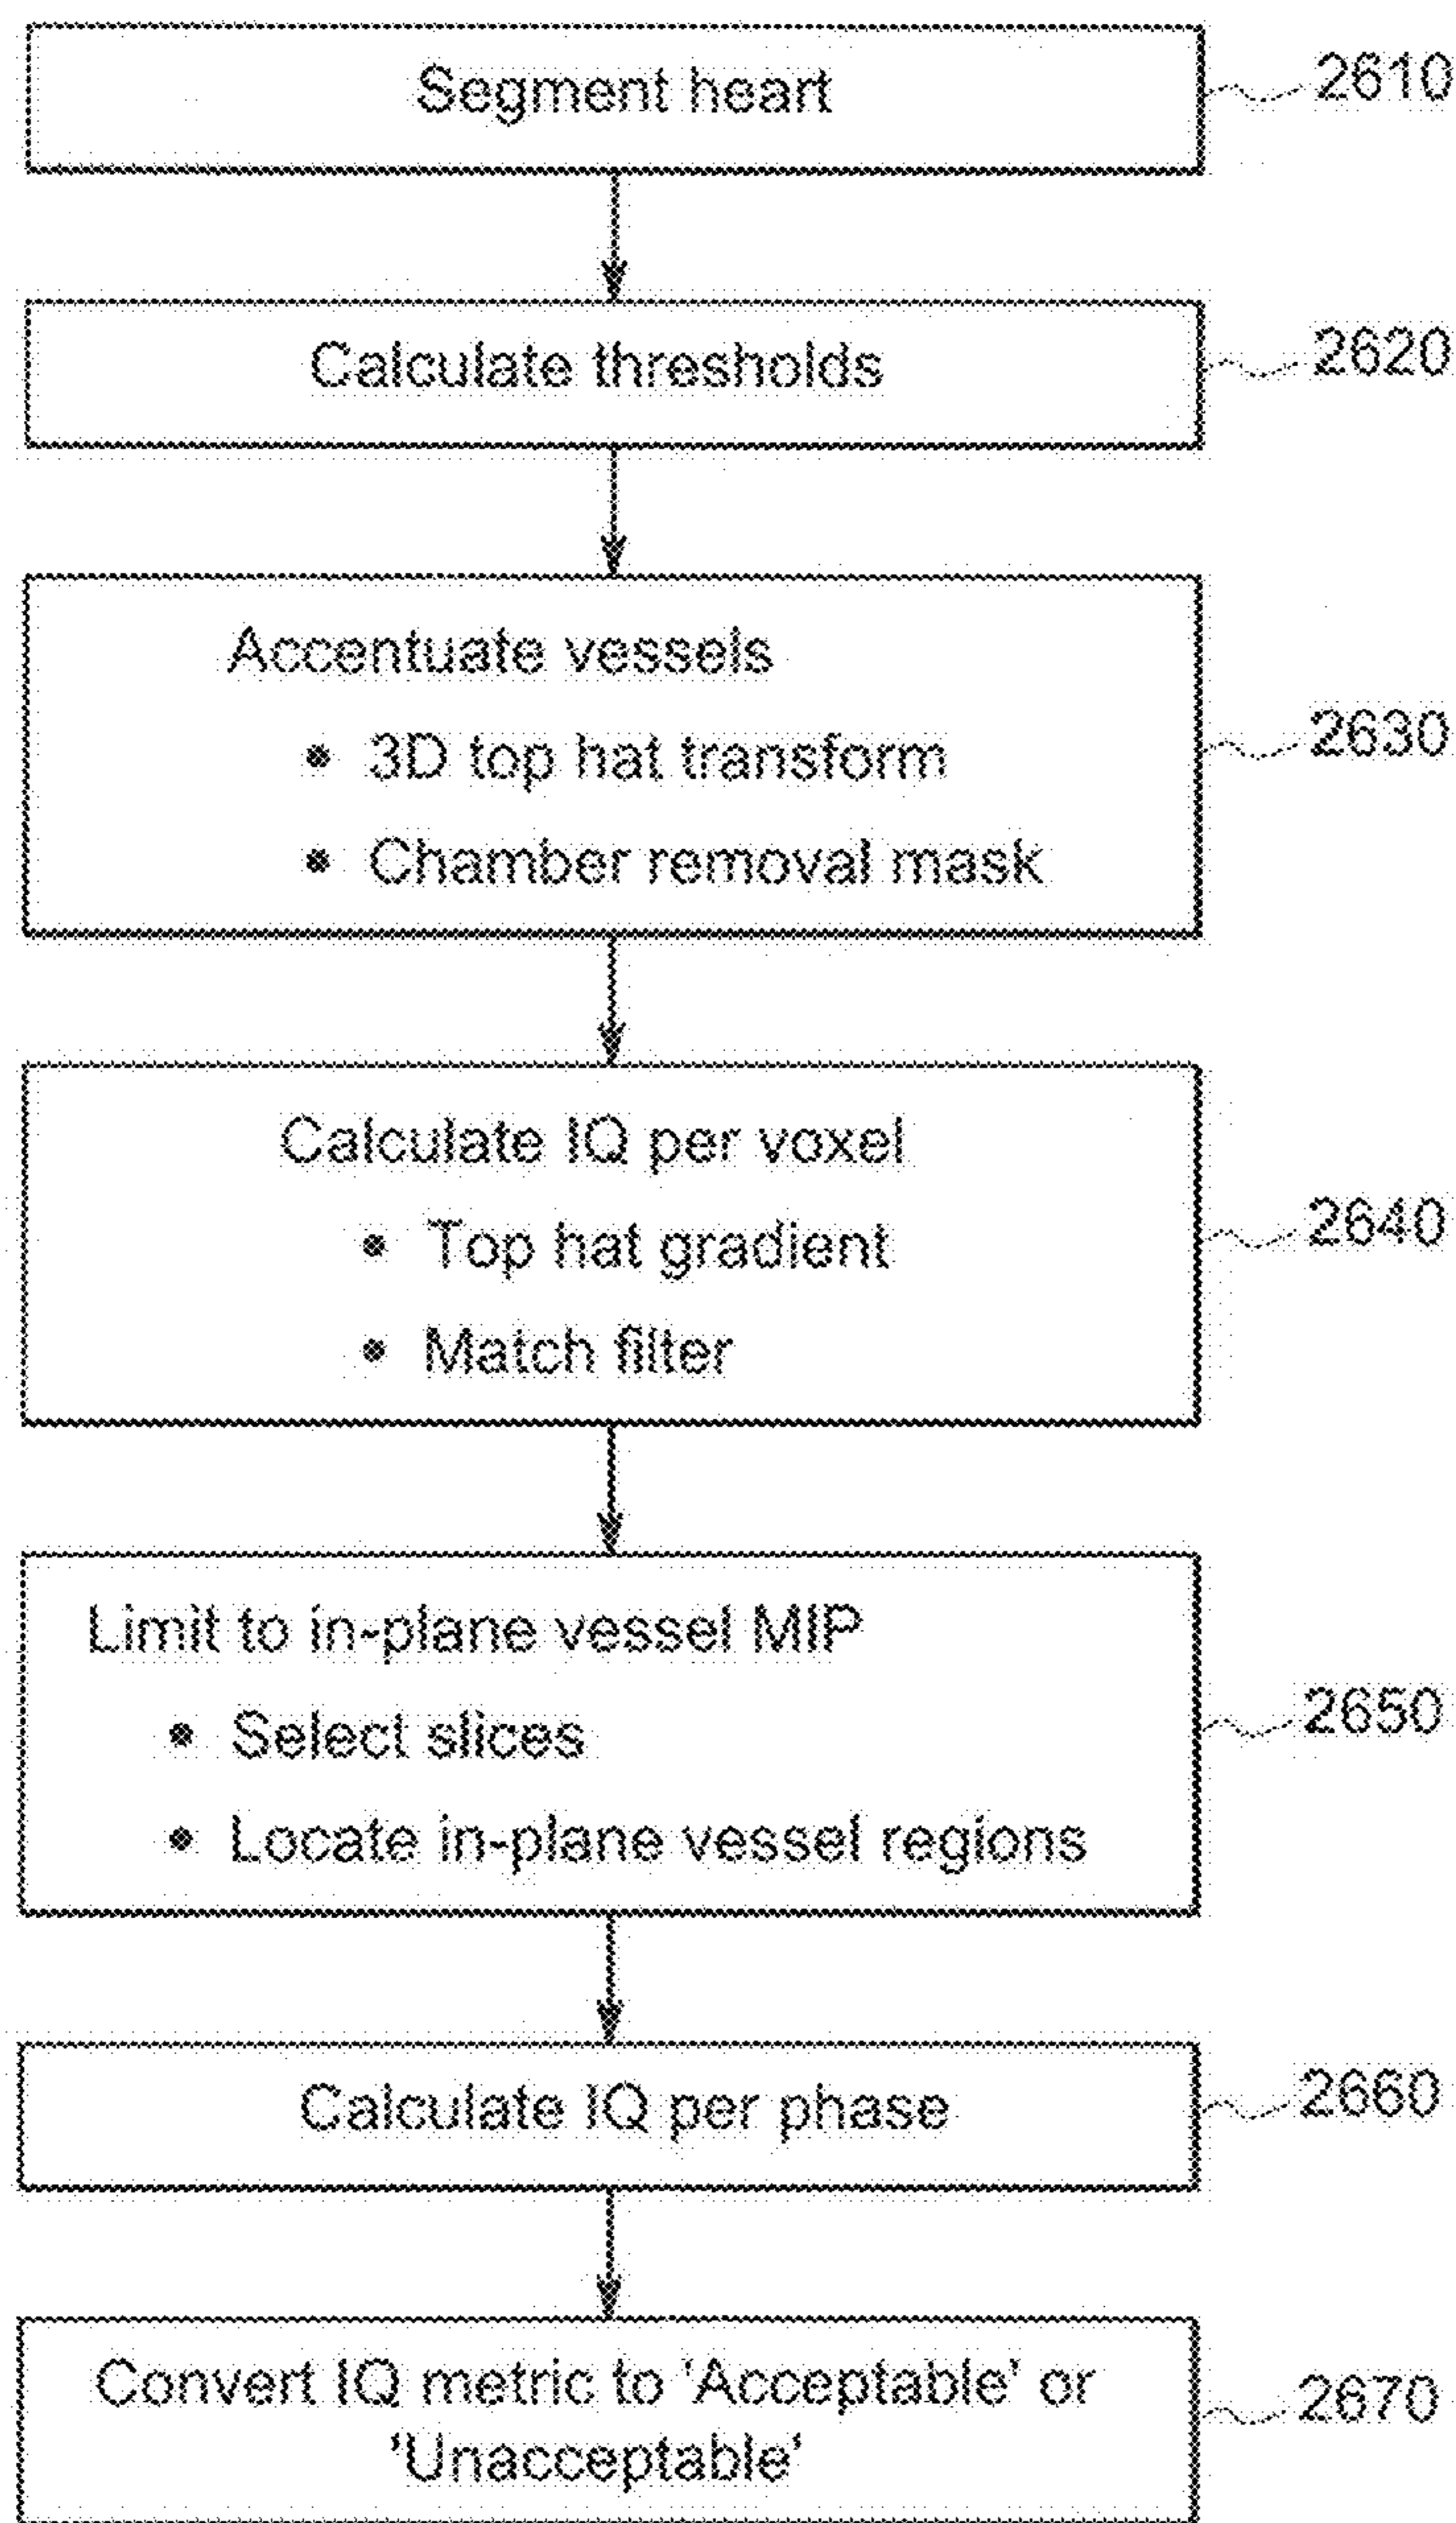 Segment heart
2610
Calculate thresholds
2620
Accentuate vessels
• 3D top hat transform
2630
• Chamber removal mask
Calculate IQ per voxel
• Top hat gradient
2640
• Match filter
Limit to in-plane vessel MIP
• Select slices
2650
• Locate in-plane vessel regions
Calculate IQ per phase
2660
Convert IQ metric to 'Acceptable' or
'Unacceptable'
2670